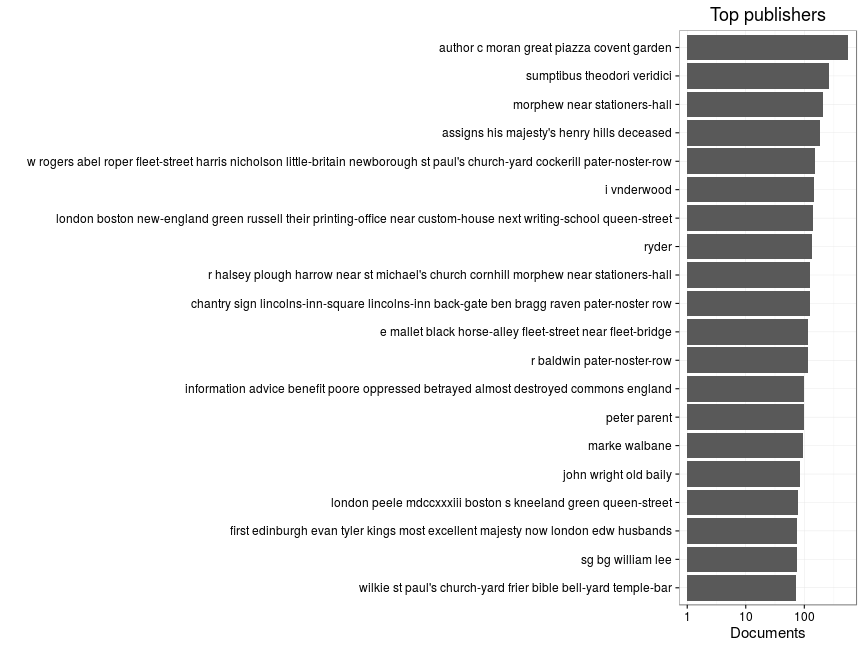 Top publishers
author c moran great piazza covent garden
sumptibus theodori veridici
morphew near stationers-hall
assigns his majesty's henry hills deceased
w rogers abel roper fleet-street harris nicholson little-britain newborough st paul's church-yard cockerill pater-noster-row
i vnderwood
london boston new-england green russell their printing-office near custom-house next writing-school queen-street
ryder
r halsey plough harrow near st michael's church cornhill morphew near stationers-hall
chantry sign lincolns-inn-square lincolns-inn back-gate ben bragg raven pater-noster row
e mallet black horse-alley fleet-street near fleet-bridge
r baldwin pater-noster-row
information advice benefit poore oppressed betrayed almost destroyed commons england
peter parent
marke walbane
john wright old baily
london peele mdccxxxiii boston s kneeland green queen-street
first edinburgh evan tyler kings most excellent majesty now london edw husbands
sg bg william lee
wilkie st paul's church-yard frier bible bell-yard temple-bar
1 10 100
Documents